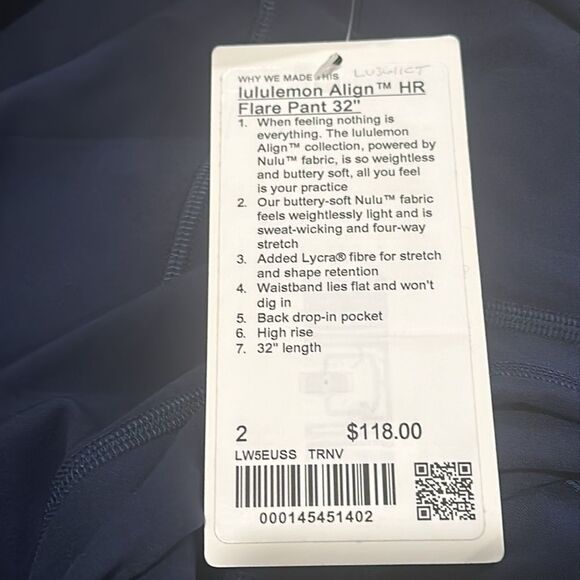 WHY WE MADE THIS
lululemon Align™ HR
Flare Pant 32"
1. When feeling nothing is
everything. The lululemon
Align™ collection, powered by
Nulu™ fabric, is so weightless
and buttery soft, all you feel
is your practice
2. Our buttery-soft Nulu™ fabric
feels weightlessly light and is
sweat-wicking and four-way
stretch
3. Added Lycra® fibre for stretch
and shape retention
4. Waistband lies flat and won't
dig in
5. Back drop-in pocket
6. High rise
7. 32" length
2 $118.00
LW5EUSS TRNV
000145451402